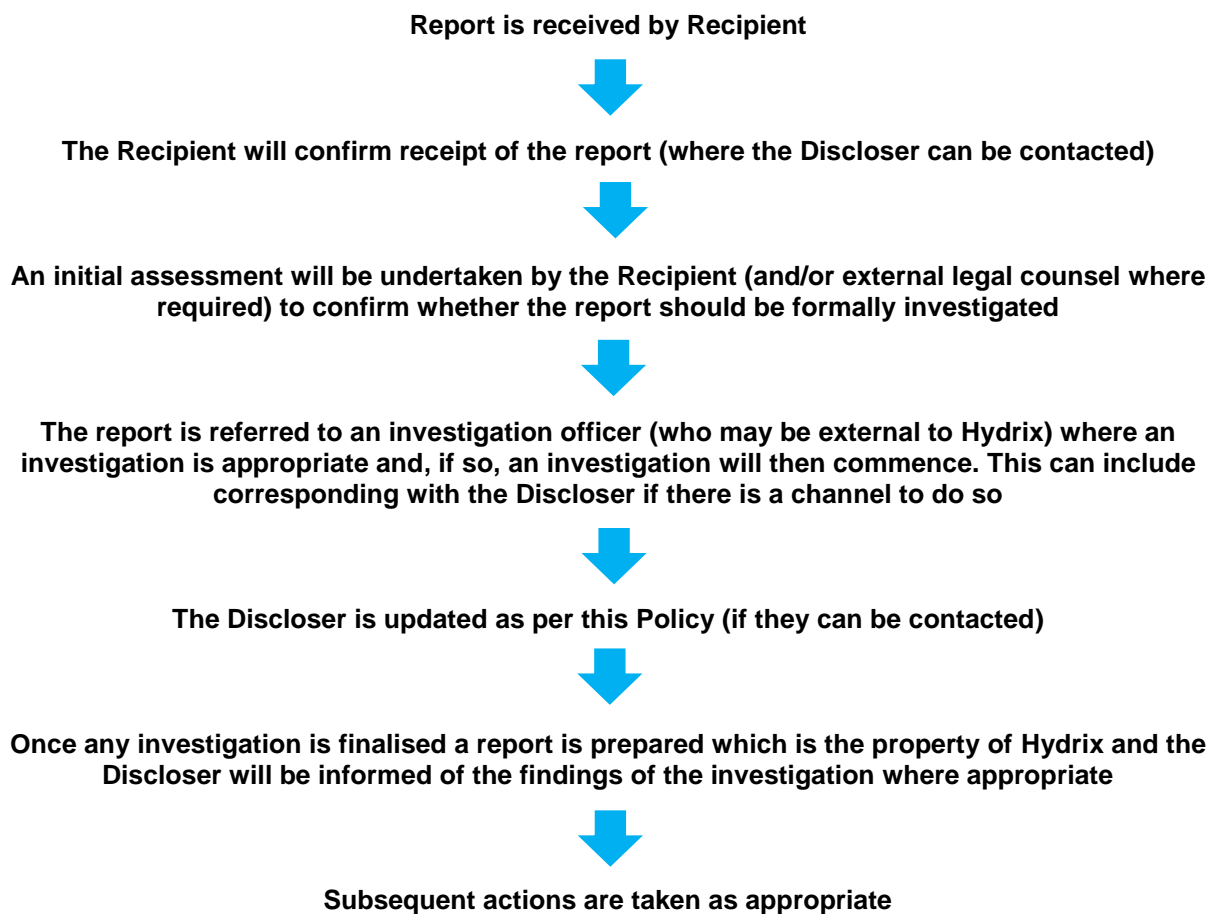 Report is received by Recipient
The Recipient will confirm receipt of the report (where the Discloser can be contacted)
An initial assessment will be undertaken by the Recipient (and/or external legal counsel where
required) to confirm whether the report should be formally investigated
The report is referred to an investigation officer (who may be external to Hydrix) where an
investigation is appropriate and, if so, an investigation will then commence. This can include
corresponding with the Discloser if there is a channel to do so
The Discloser is updated as per this Policy (if they can be contacted)
Once any investigation is finalised a report is prepared which is the property of Hydrix and the
Discloser will be informed of the findings of the investigation where appropriate
Subsequent actions are taken as appropriate